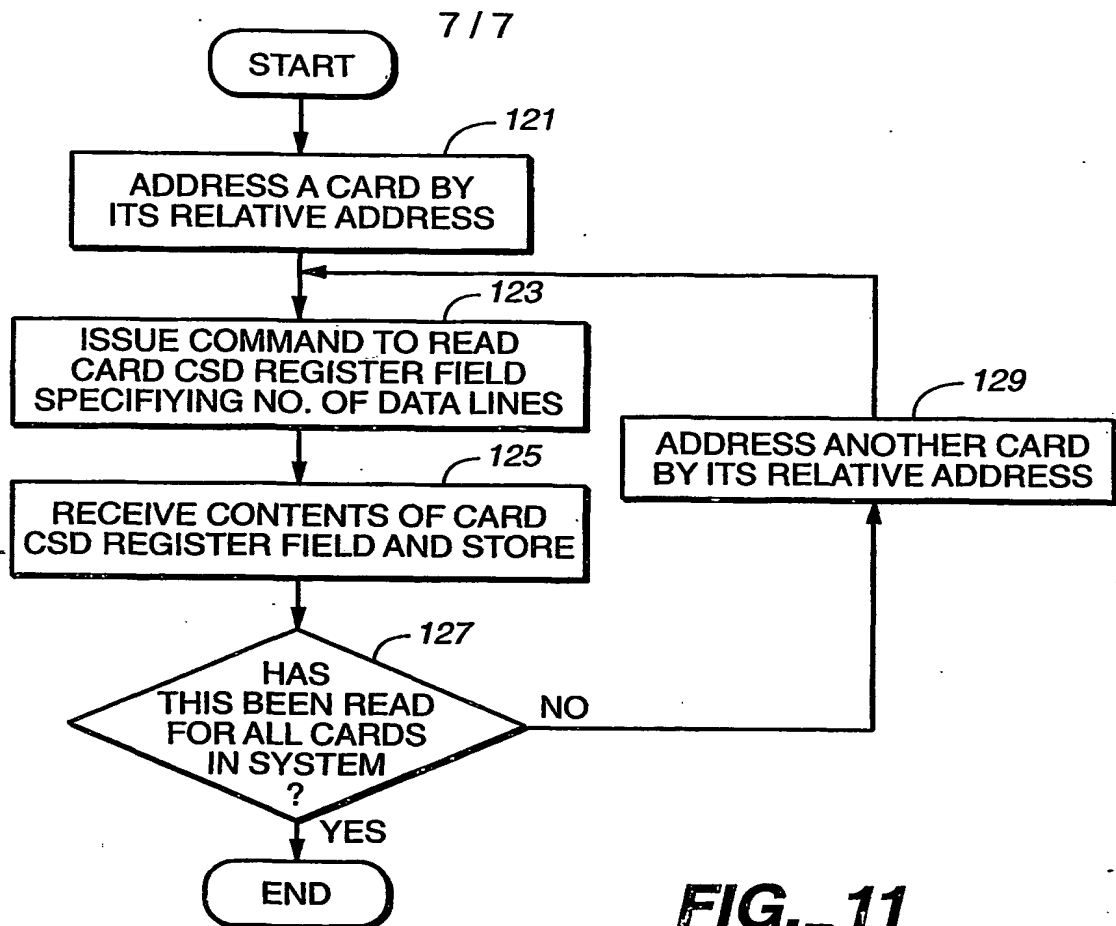 7 / 7
START
121
ADDRESS A CARD BY
ITS RELATIVE ADDRESS
123
ISSUE COMMAND TO READ
CARD CSD REGISTER FIELD
SPECIFIYING NO. OF DATA LINES
125
RECEIVE CONTENTS OF CARD
CSD REGISTER FIELD AND STORE
127
HAS
THIS BEEN READ
FOR ALL CARDS
IN SYSTEM
?
NO
129
ADDRESS ANOTHER CARD
BY ITS RELATIVE ADDRESS
YES
END
FIG._11